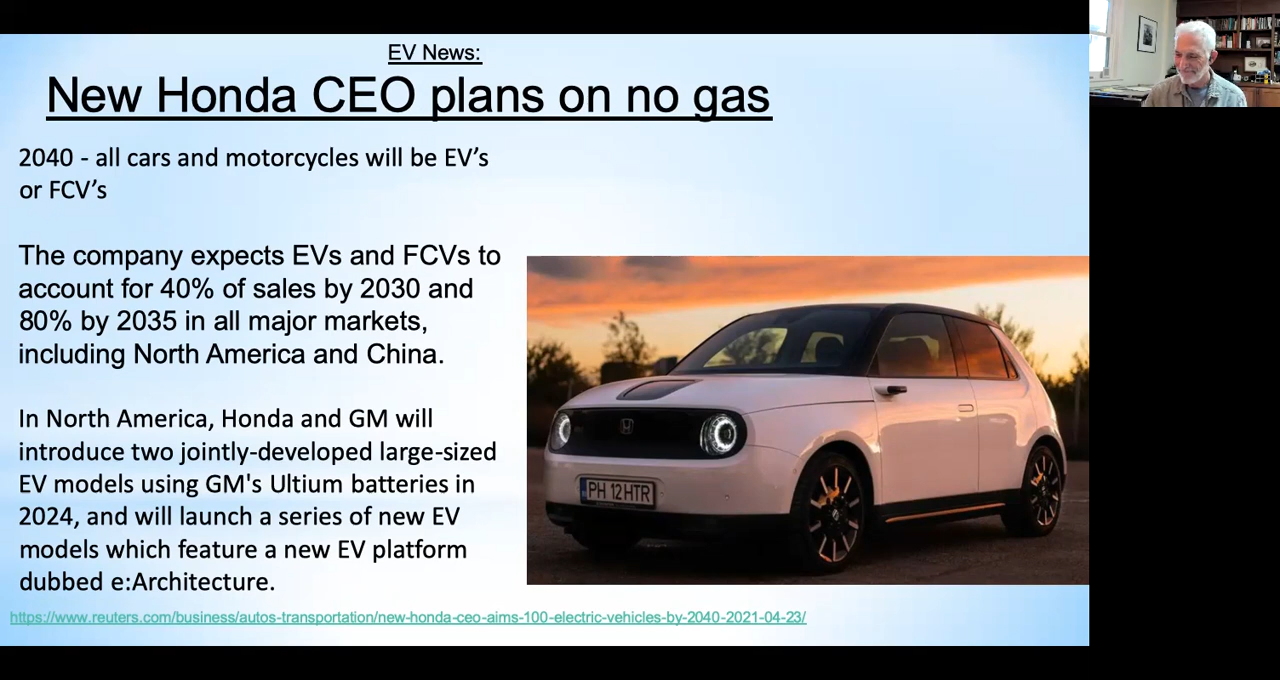 EV News:
New Honda CEO plans on no gas
2040 - all cars and motorcycles will be EV’s
or FCV’s
The company expects EVs and FCVs to
account for 40% of sales by 2030 and
80% by 2035 in all major markets,
including North America and China.
In North America, Honda and GM will
introduce two jointly-developed large-sized
EV models using GM's Ultium batteries in
2024, and will launch a series of new EV
models which feature a new EV platform
dubbed e:Architecture.
PH 12 HTR
https://www.reuters.com/business/autos-transportation/new-honda-ceo-aims-100-electric-vehicles-by-2040-2021-04-23/